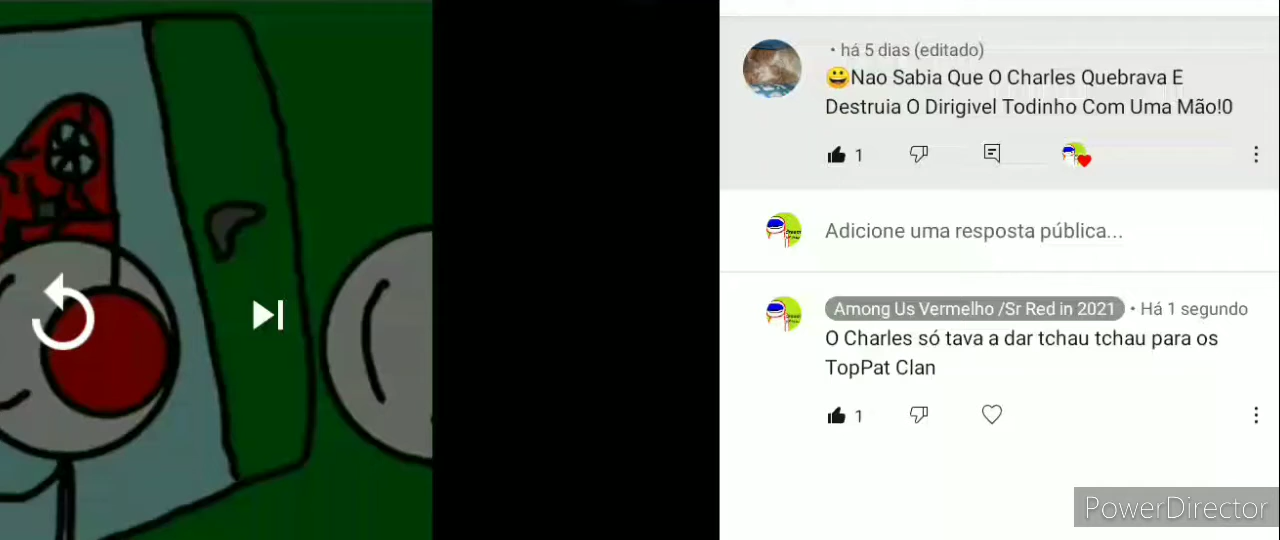 • há 5 dias (editado)
😀Nao Sabia Que O Charles Quebrava E
Destruia O Dirigivel Todinho Com Uma Mão!0
1
Adicione uma resposta pública...
Among Us Vermelho /Sr Red in 2021 • Há 1 segundo
O Charles só tava a dar tchau tchau para os
TopPat Clan
1
PowerDirector